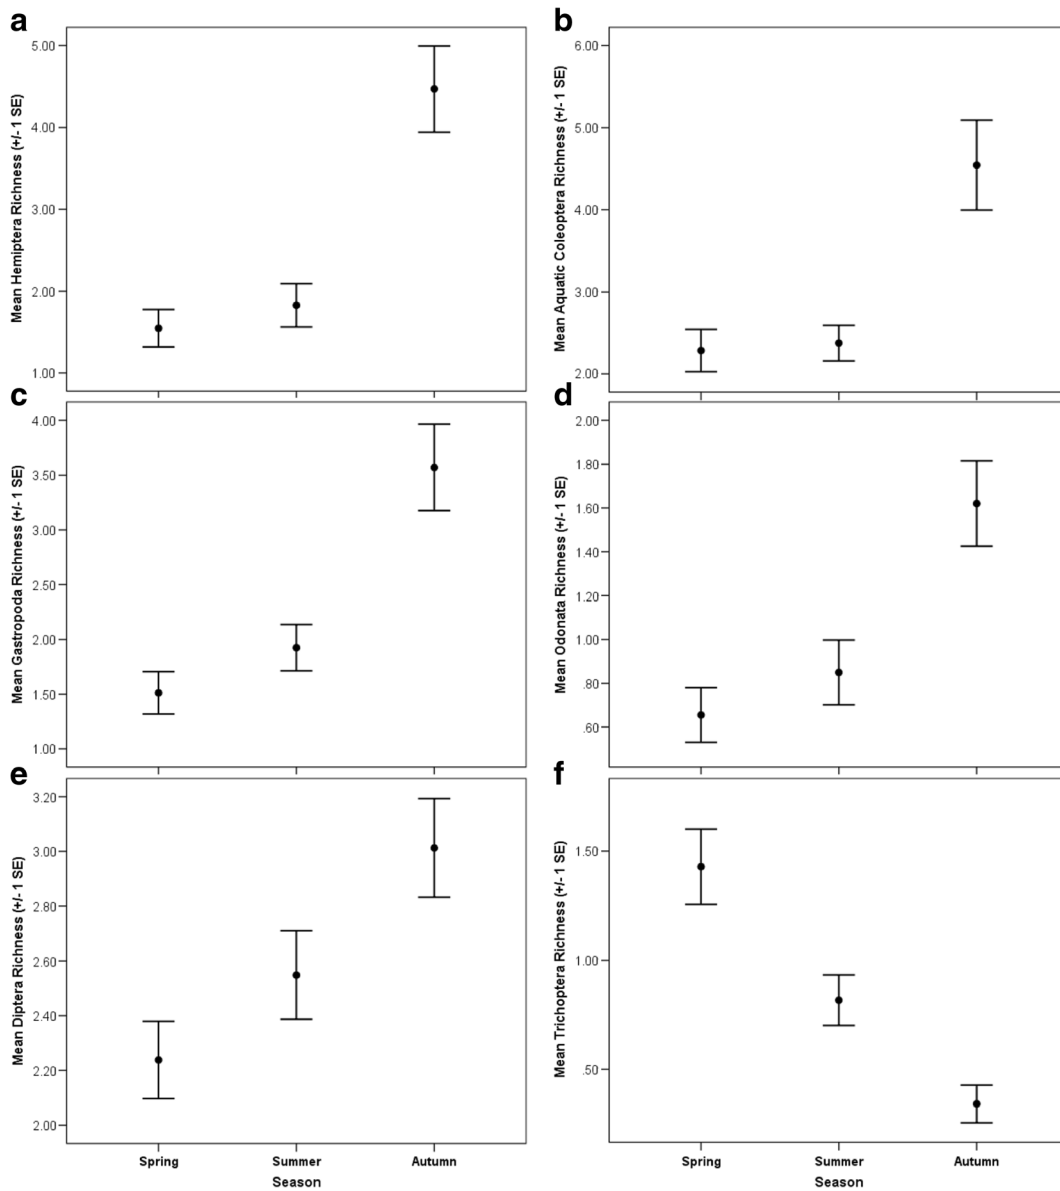 a
Mean Hemiptera Richness (+/- 1 SE)
5.00
4.00
3.00
2.00
1.00
b
Mean Aquatic Coleoptera Richness (+/- 1 SE)
6.00
5.00
4.00
3.00
2.00
c
Mean Gastropoda Richness (+/- 1 SE)
4.00
3.50
3.00
2.50
2.00
1.50
1.00
d
Mean Odonata Richness (+/- 1 SE)
2.00
1.80
1.60
1.40
1.20
1.00
.80
.60
e
Mean Diptera Richness (+/- 1 SE)
3.20
3.00
2.80
2.60
2.40
2.20
2.00
Spring Summer Autumn
Season
f
Mean Trichoptera Richness (+/- 1 SE)
1.50
1.00
.50
Spring Summer Autumn
Season